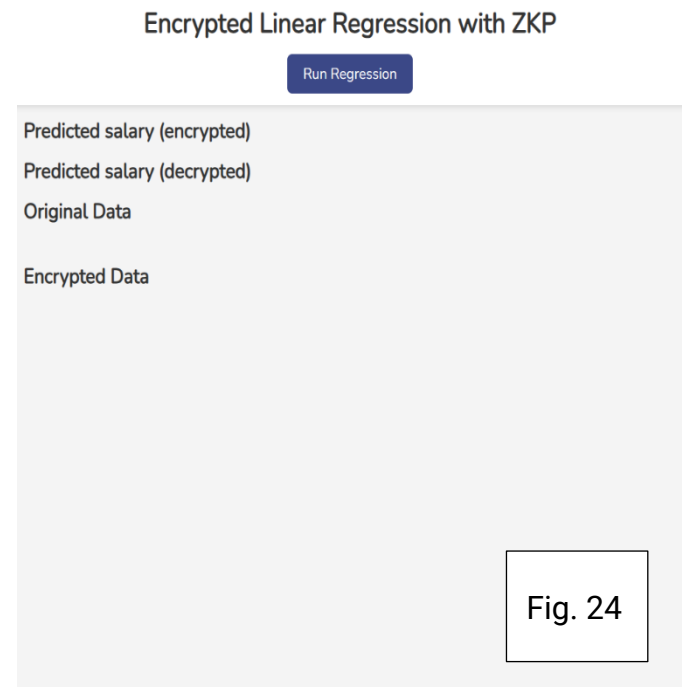 Encrypted Linear Regression with ZKP
Run Regression
Predicted salary (encrypted)
Predicted salary (decrypted)
Original Data
Encrypted Data
Fig. 24